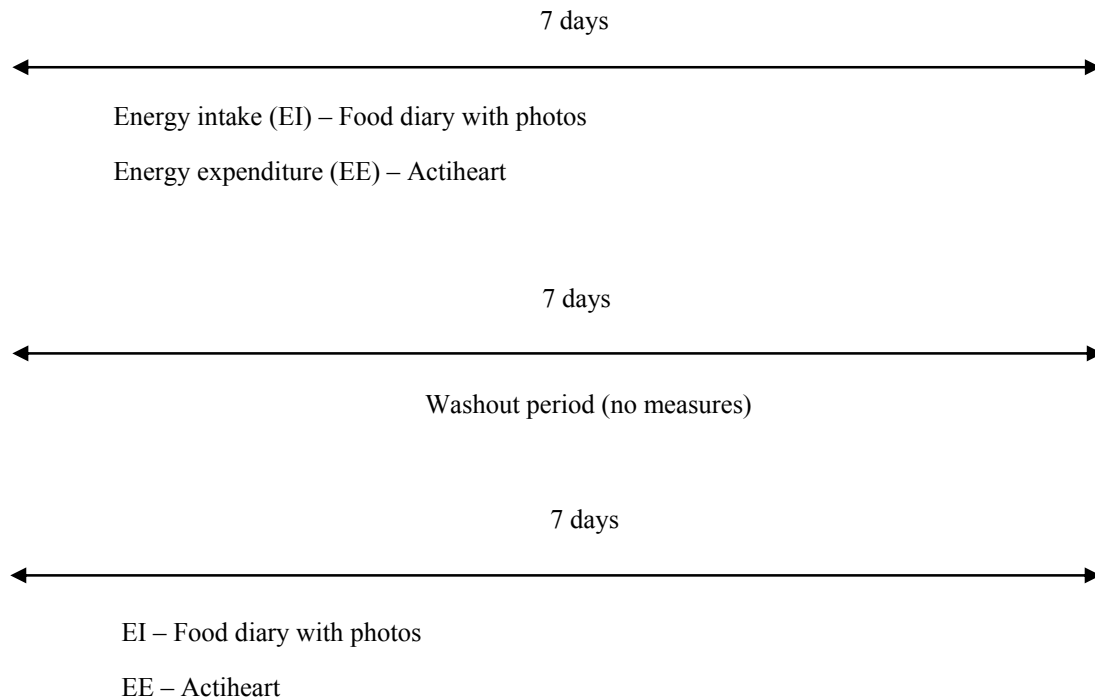 7 days
Energy intake (EI) – Food diary with photos
Energy expenditure (EE) – Actiheart
7 days
Washout period (no measures)
7 days
EI – Food diary with photos
EE – Actiheart